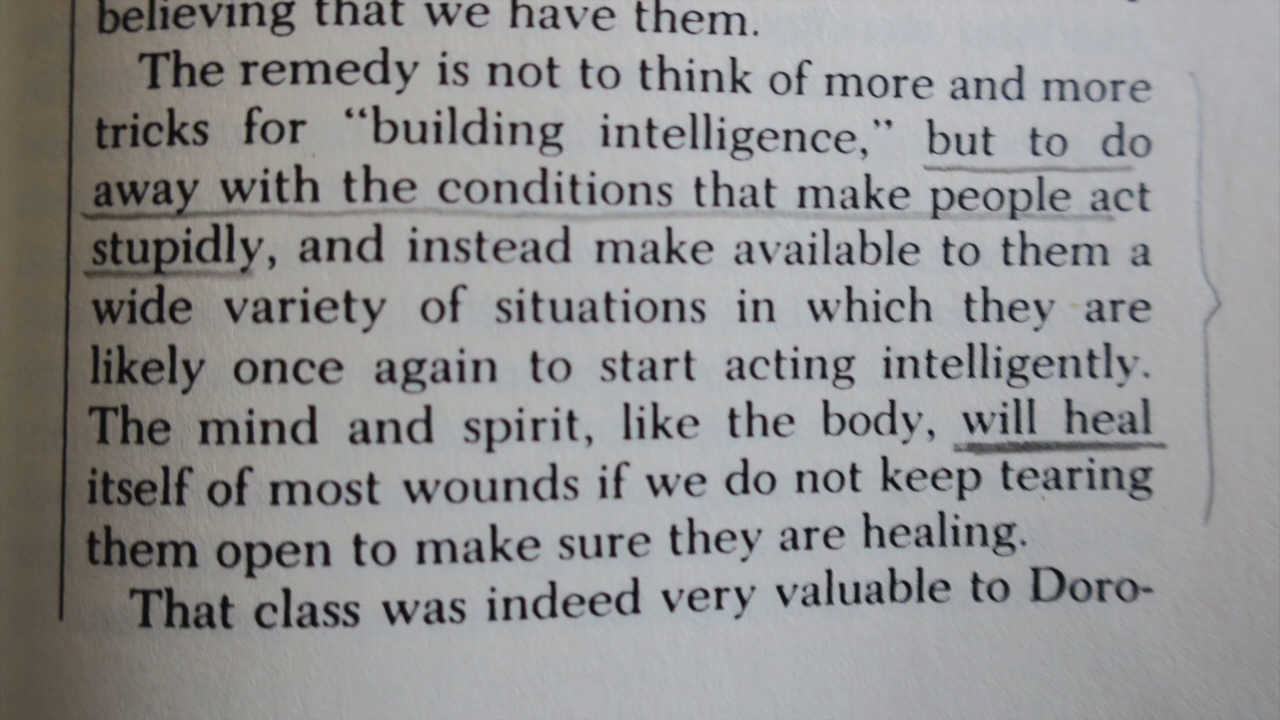 believing that we have them.
The remedy is not to think of more and more
tricks for “building intelligence,” but to do
away with the conditions that make people act
stupidly, and instead make available to them a
wide variety of situations in which they are
likely once again to start acting intelligently.
The mind and spirit, like the body, will heal
itself of most wounds if we do not keep tearing
them open to make sure they are healing.
That class was indeed very valuable to Doro-